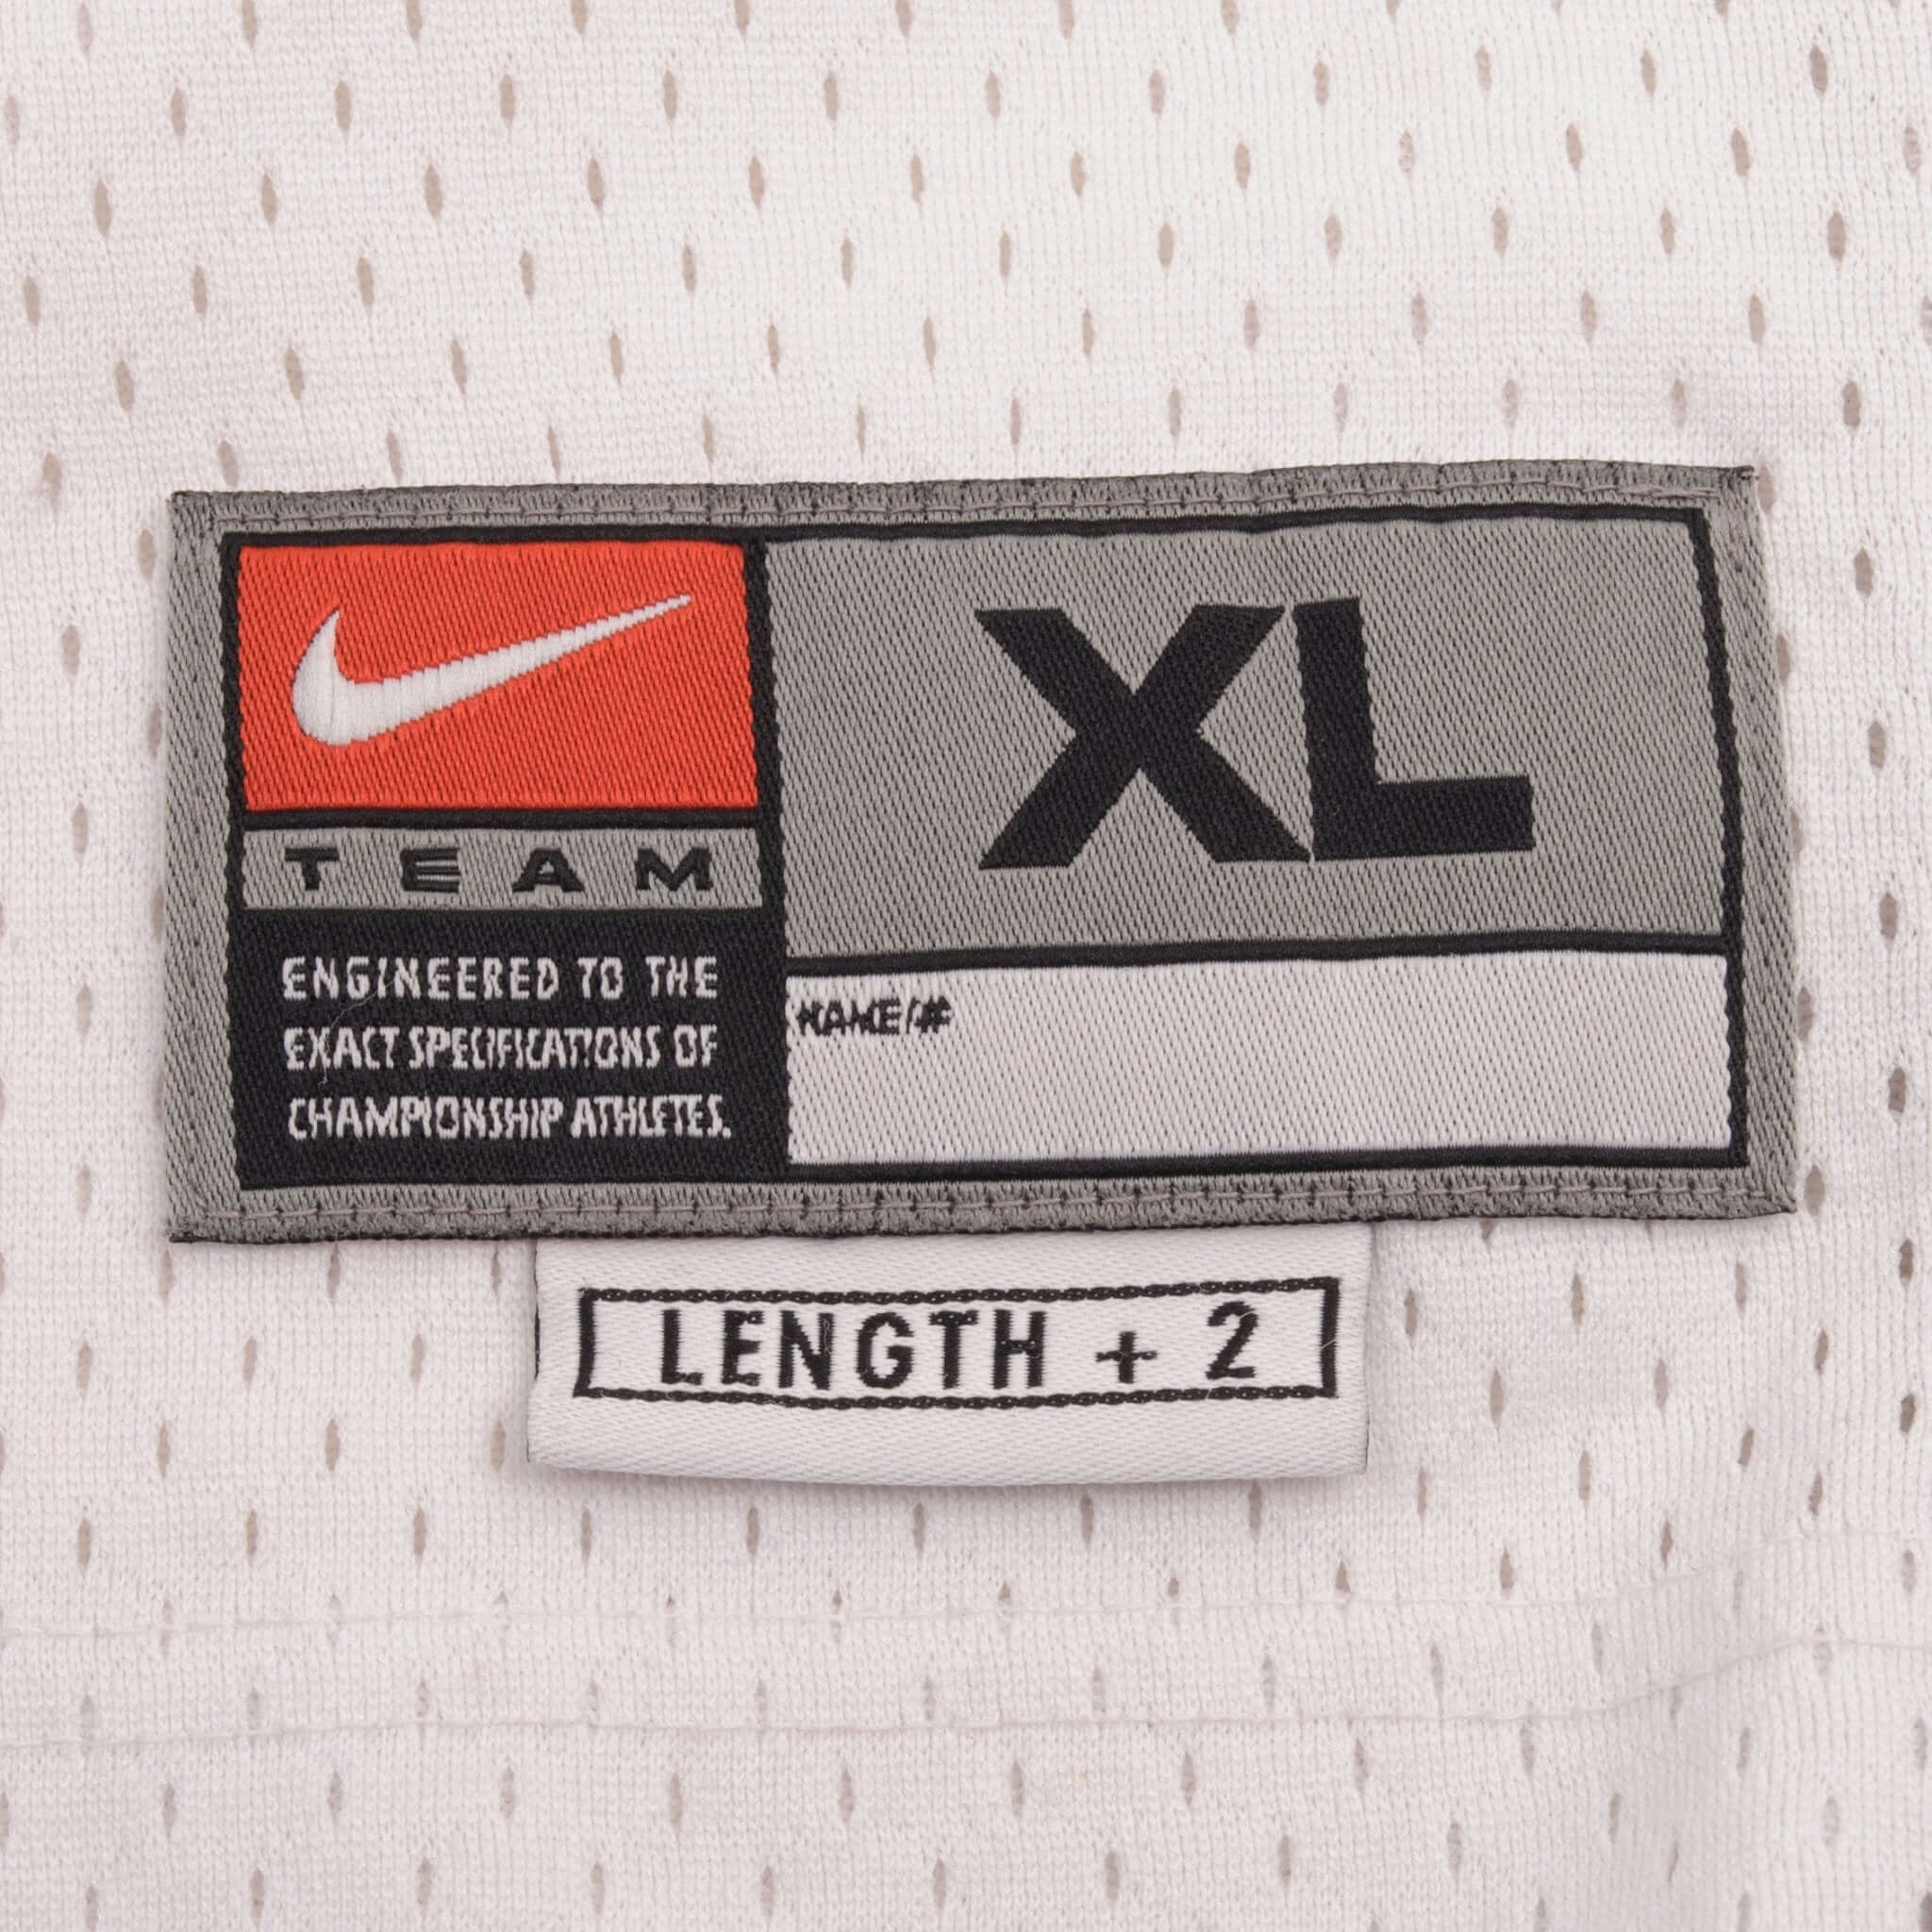 XL
TEAM
ENGINEERED TO THE
EXACT SPECIFICATIONS OF
CHAMPIONSHIP ATHLETES.
NAME/#
LENGTH + 2